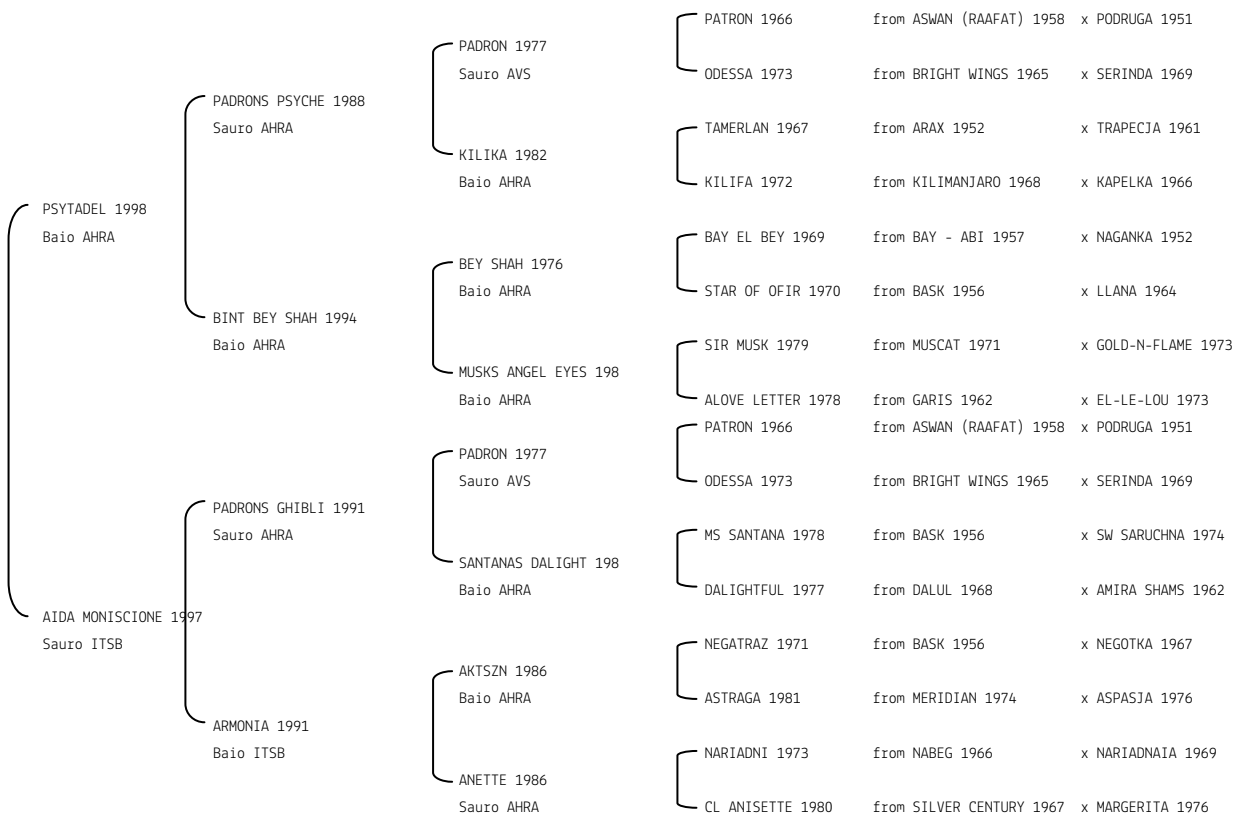 PATRON 1966 from ASWAN (RAAFAT) 1958 x PODRUGA 1951
PADRON 1977
Sauro AVS
ODESSA 1973 from BRIGHT WINGS 1965 x SERINDA 1969
PADRONS PSYCHE 1988
Sauro AHRA
TAMERLAN 1967 from ARAX 1952 x TRAPECJA 1961
KILIKA 1982
Baio AHRA
KILIFA 1972 from KILIMANJARO 1968 x KAPELKA 1966
PSYTADEL 1998
Baio AHRA
BAY EL BEY 1969 from BAY - ABI 1957 x NAGANKA 1952
BEY SHAH 1976
Baio AHRA
STAR OF OFIR 1970 from BASK 1956 x LLANA 1964
BINT BEY SHAH 1994
Baio AHRA
SIR MUSK 1979 from MUSCAT 1971 x GOLD-N-FLAME 1973
MUSKS ANGEL EYES 198
Baio AHRA
ALOVE LETTER 1978 from GARIS 1962 x EL-LE-LOU 1973
PATRON 1966 from ASWAN (RAAFAT) 1958 x PODRUGA 1951
PADRON 1977
Sauro AVS
ODESSA 1973 from BRIGHT WINGS 1965 x SERINDA 1969
PADRONS GHIBLI 1991
Sauro AHRA
MS SANTANA 1978 from BASK 1956 x SW SARUCHNA 1974
SANTANAS DALIGHT 198
Baio AHRA
DALIGHTFUL 1977 from DALUL 1968 x AMIRA SHAMS 1962
AIDA MONISCIONE 1997
Sauro ITSB
NEGATRAZ 1971 from BASK 1956 x NEGOTKA 1967
AKTSZN 1986
Baio AHRA
ASTRAGA 1981 from MERIDIAN 1974 x ASPASJA 1976
ARMONIA 1991
Baio ITSB
NARIADNI 1973 from NABEG 1966 x NARIADNAIA 1969
ANETTE 1986
Sauro AHRA
CL ANISETTE 1980 from SILVER CENTURY 1967 x MARGERITA 1976